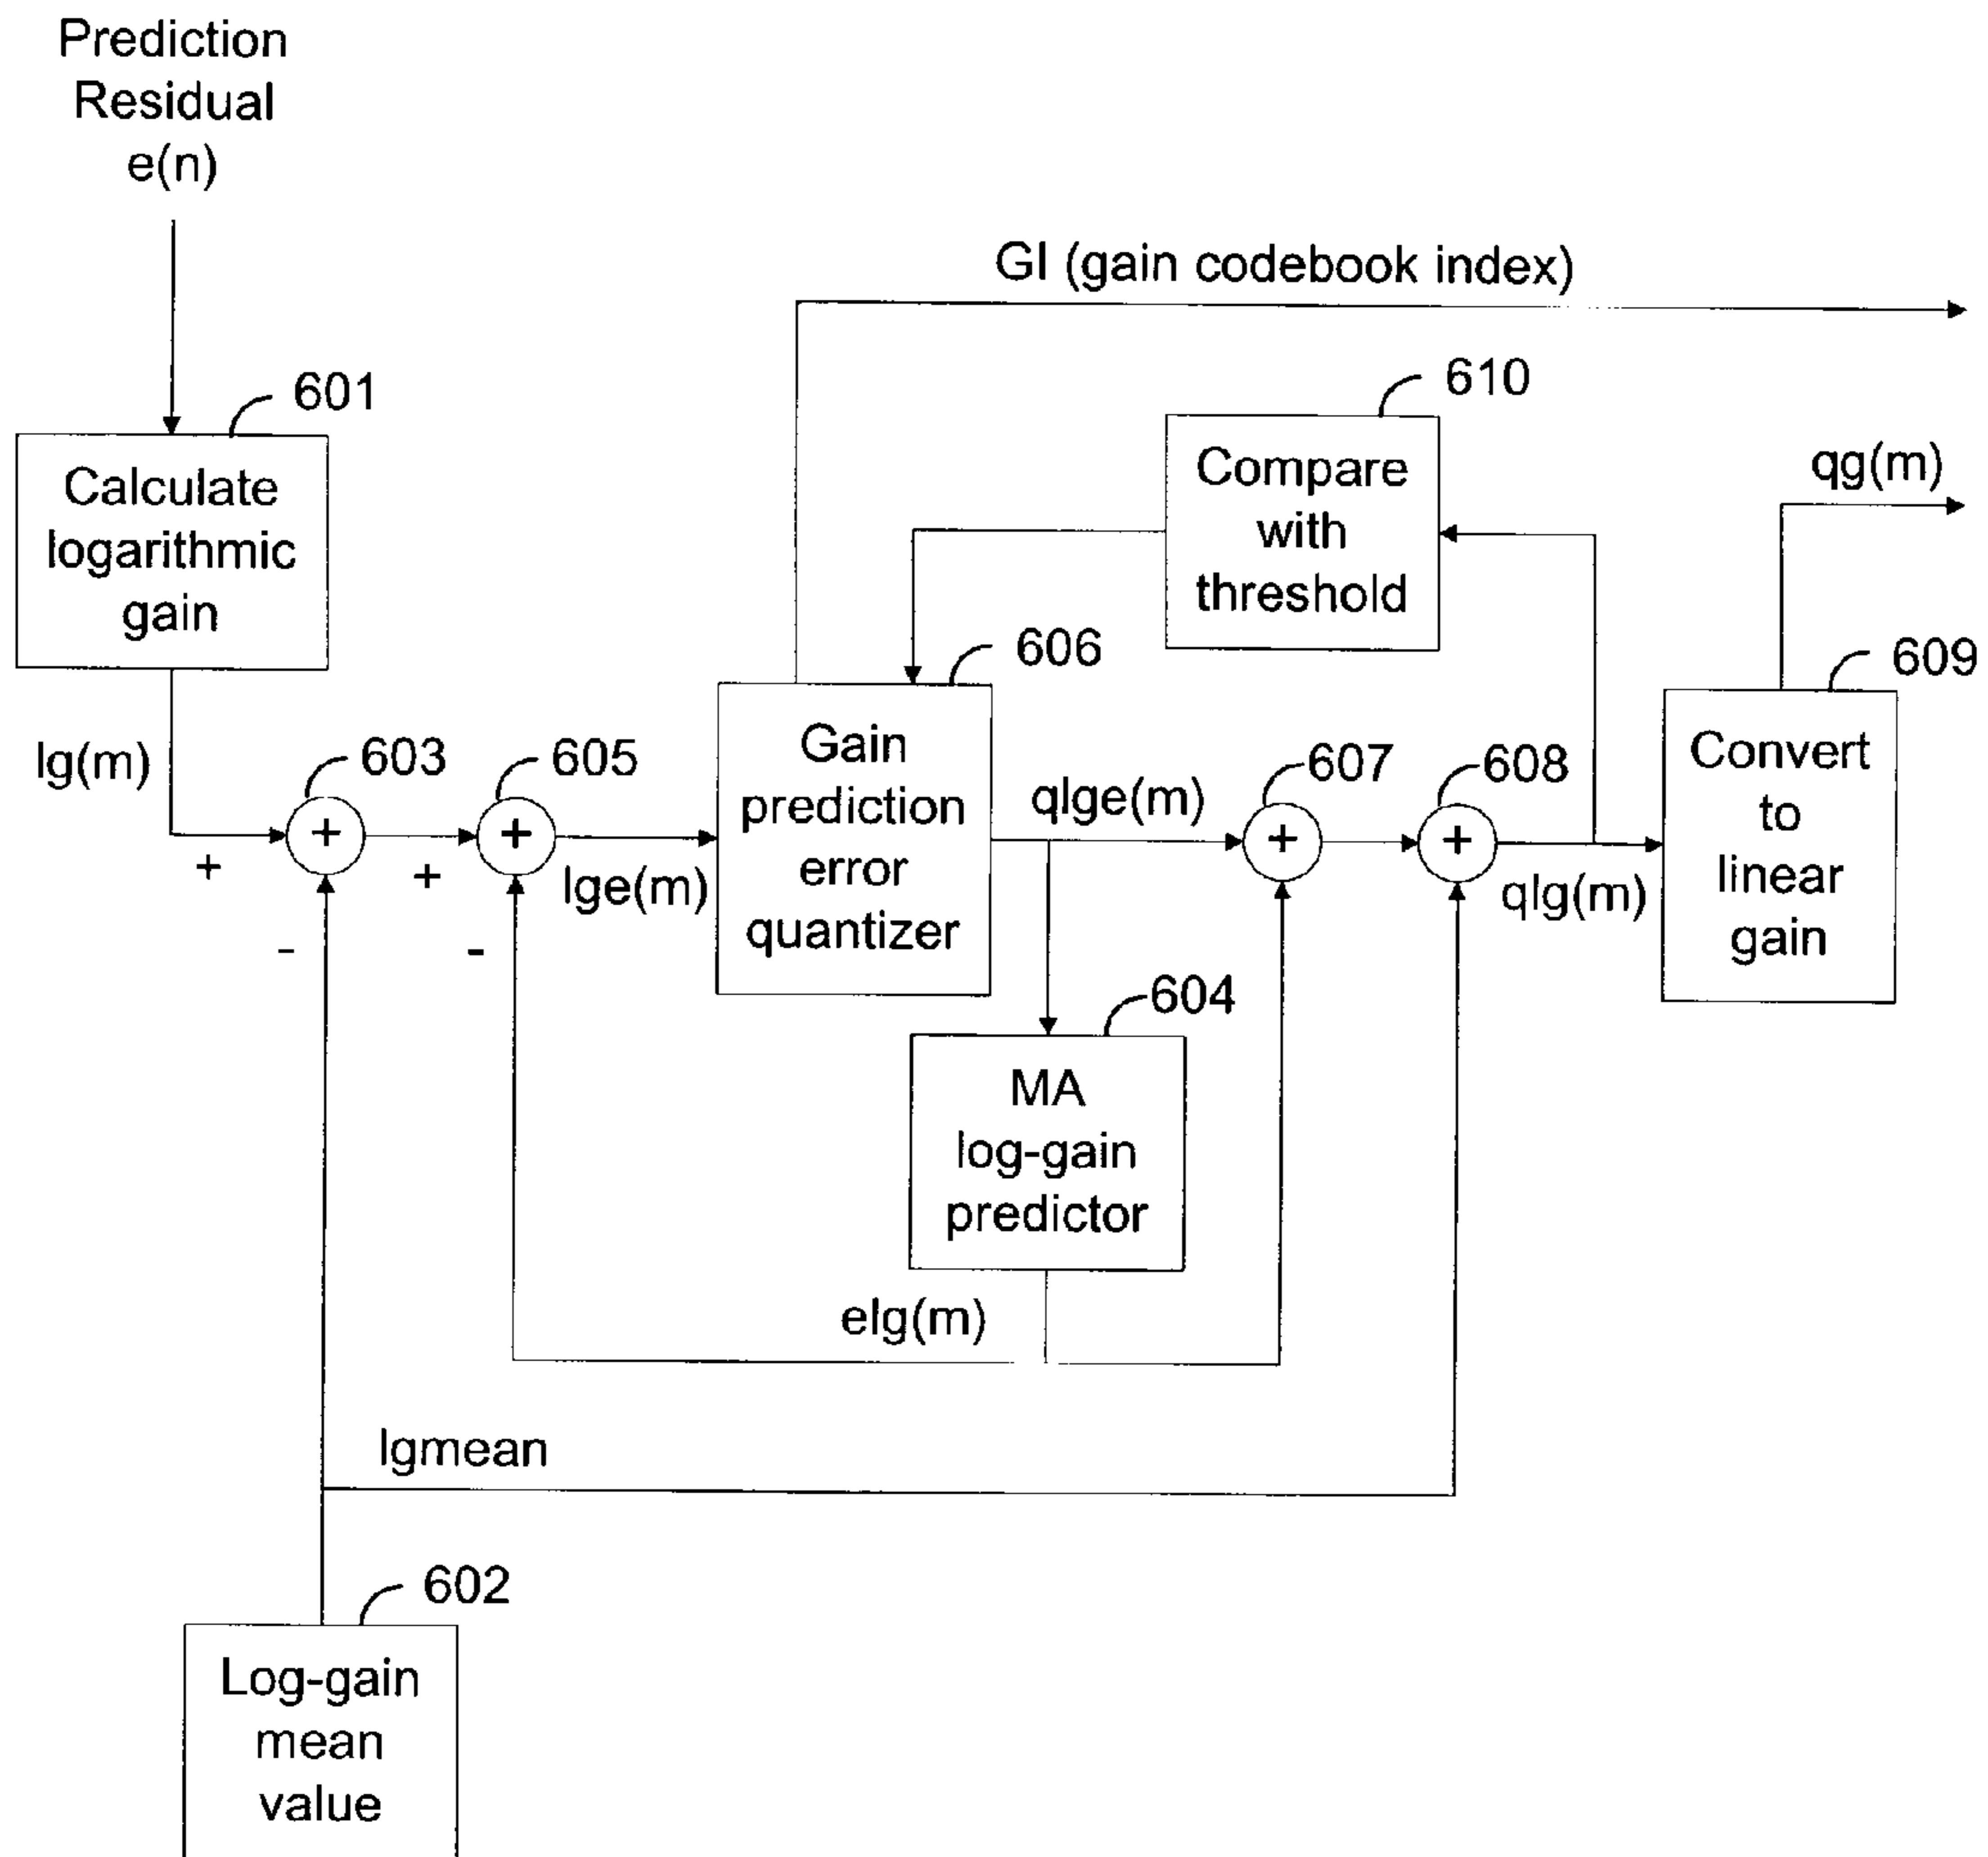 Prediction
Residual
e(n)
GI (gain codebook index)
601
610
Calculate
logarithmic
gain
Compare
with
threshold
qg(m)
606
609
lg(m)
603
605
Gain
prediction
error
quantizer
qlge(m)
607
608
Convert
to
linear
gain
+
+
+
+
+
+
lge(m)
qlg(m)
-
-
604
MA
log-gain
predictor
elg(m)
lgmean
602
Log-gain
mean
value